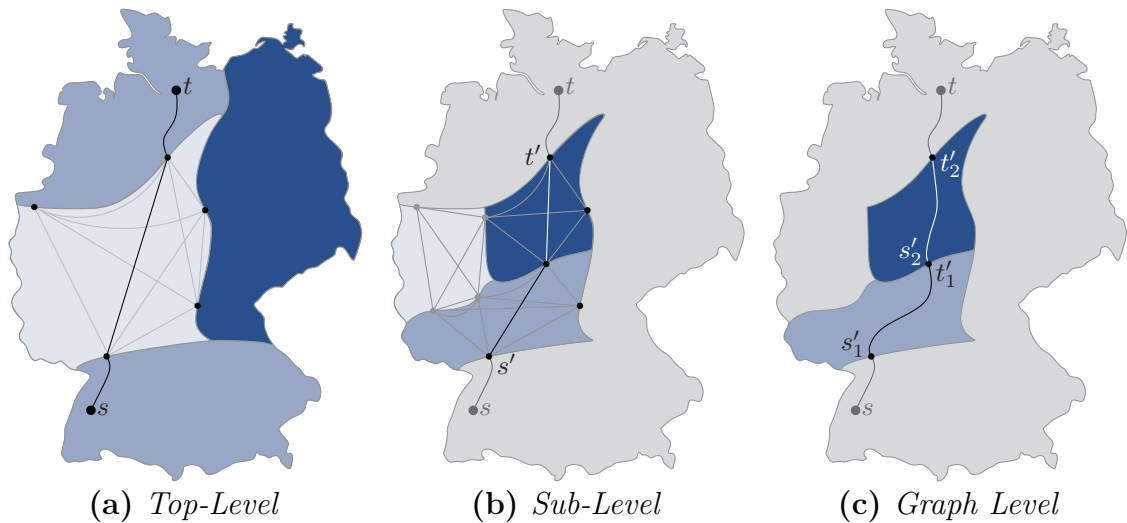 t
s
(a) Top-Level
t
t′
s′
s
(b) Sub-Level
t
t′₂
s′₂
t′₁
s′₁
s
(c) Graph Level